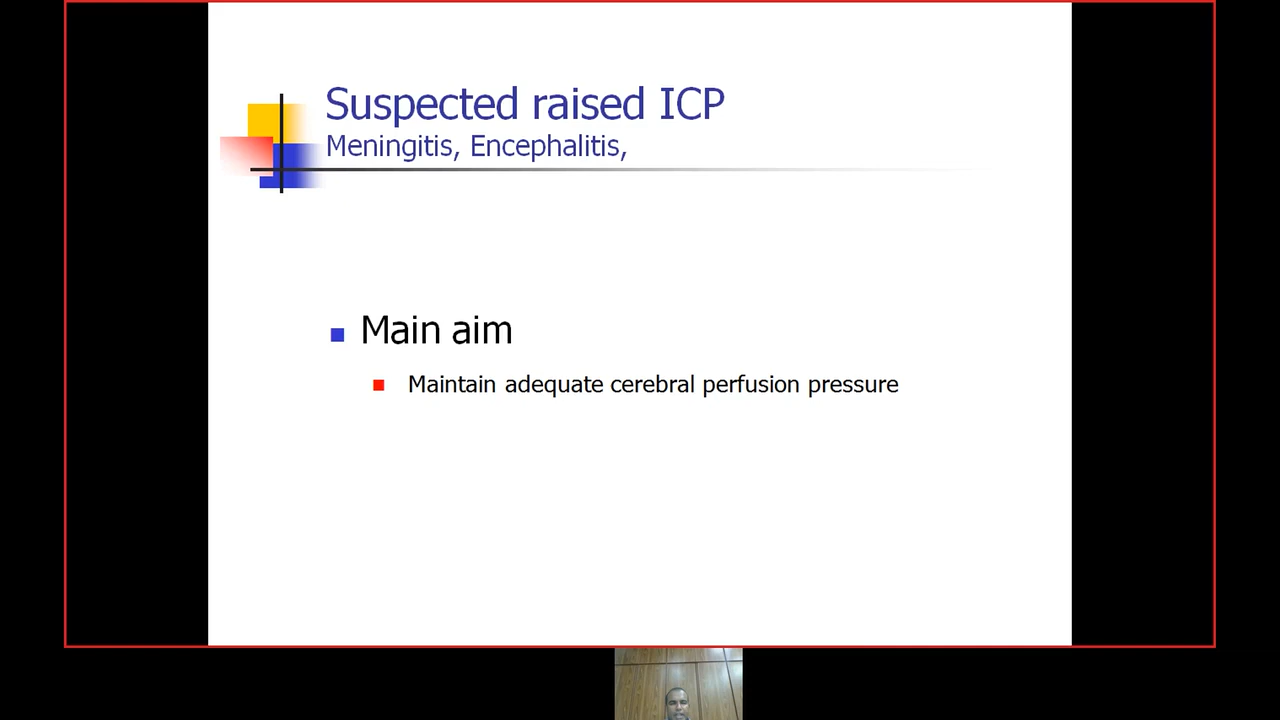 Suspected raised ICP
Meningitis, Encephalitis,
Main aim
Maintain adequate cerebral perfusion pressure